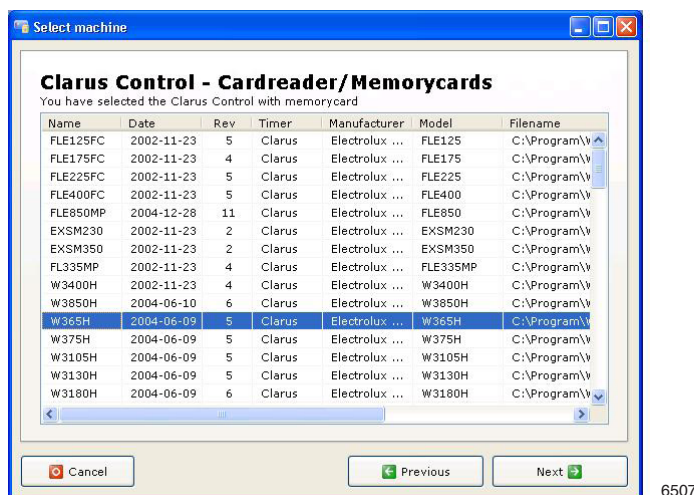 Select machine
Clarus Control - Cardreader/Memorycards
You have selected the Clarus Control with memorycard
Name Date Rev Timer Manufacturer Model Filename
FLE125FC 2002-11-23 5 Clarus Electrolux ... FLE125 C:\Program\W
FLE175FC 2002-11-23 4 Clarus Electrolux ... FLE175 C:\Program\W
FLE225FC 2002-11-23 5 Clarus Electrolux ... FLE225 C:\Program\W
FLE400FC 2002-11-23 5 Clarus Electrolux ... FLE400 C:\Program\W
FLE850MP 2004-12-28 11 Clarus Electrolux ... FLE850 C:\Program\W
EXSM230 2002-11-23 2 Clarus Electrolux ... EXSM230 C:\Program\W
EXSM350 2002-11-23 2 Clarus Electrolux ... EXSM350 C:\Program\W
FL335MP 2002-11-23 4 Clarus Electrolux ... FLE335MP C:\Program\W
W3400H 2002-11-23 4 Clarus Electrolux ... W3400H C:\Program\W
W3850H 2004-06-10 6 Clarus Electrolux ... W3850H C:\Program\W
W365H 2004-06-09 5 Clarus Electrolux ... W365H C:\Program\W
W375H 2004-06-09 5 Clarus Electrolux ... W375H C:\Program\W
W3105H 2004-06-09 5 Clarus Electrolux ... W3105H C:\Program\W
W3130H 2004-06-09 5 Clarus Electrolux ... W3130H C:\Program\W
W3180H 2004-06-09 6 Clarus Electrolux ... W3180H C:\Program\W
Cancel Previous Next
6507